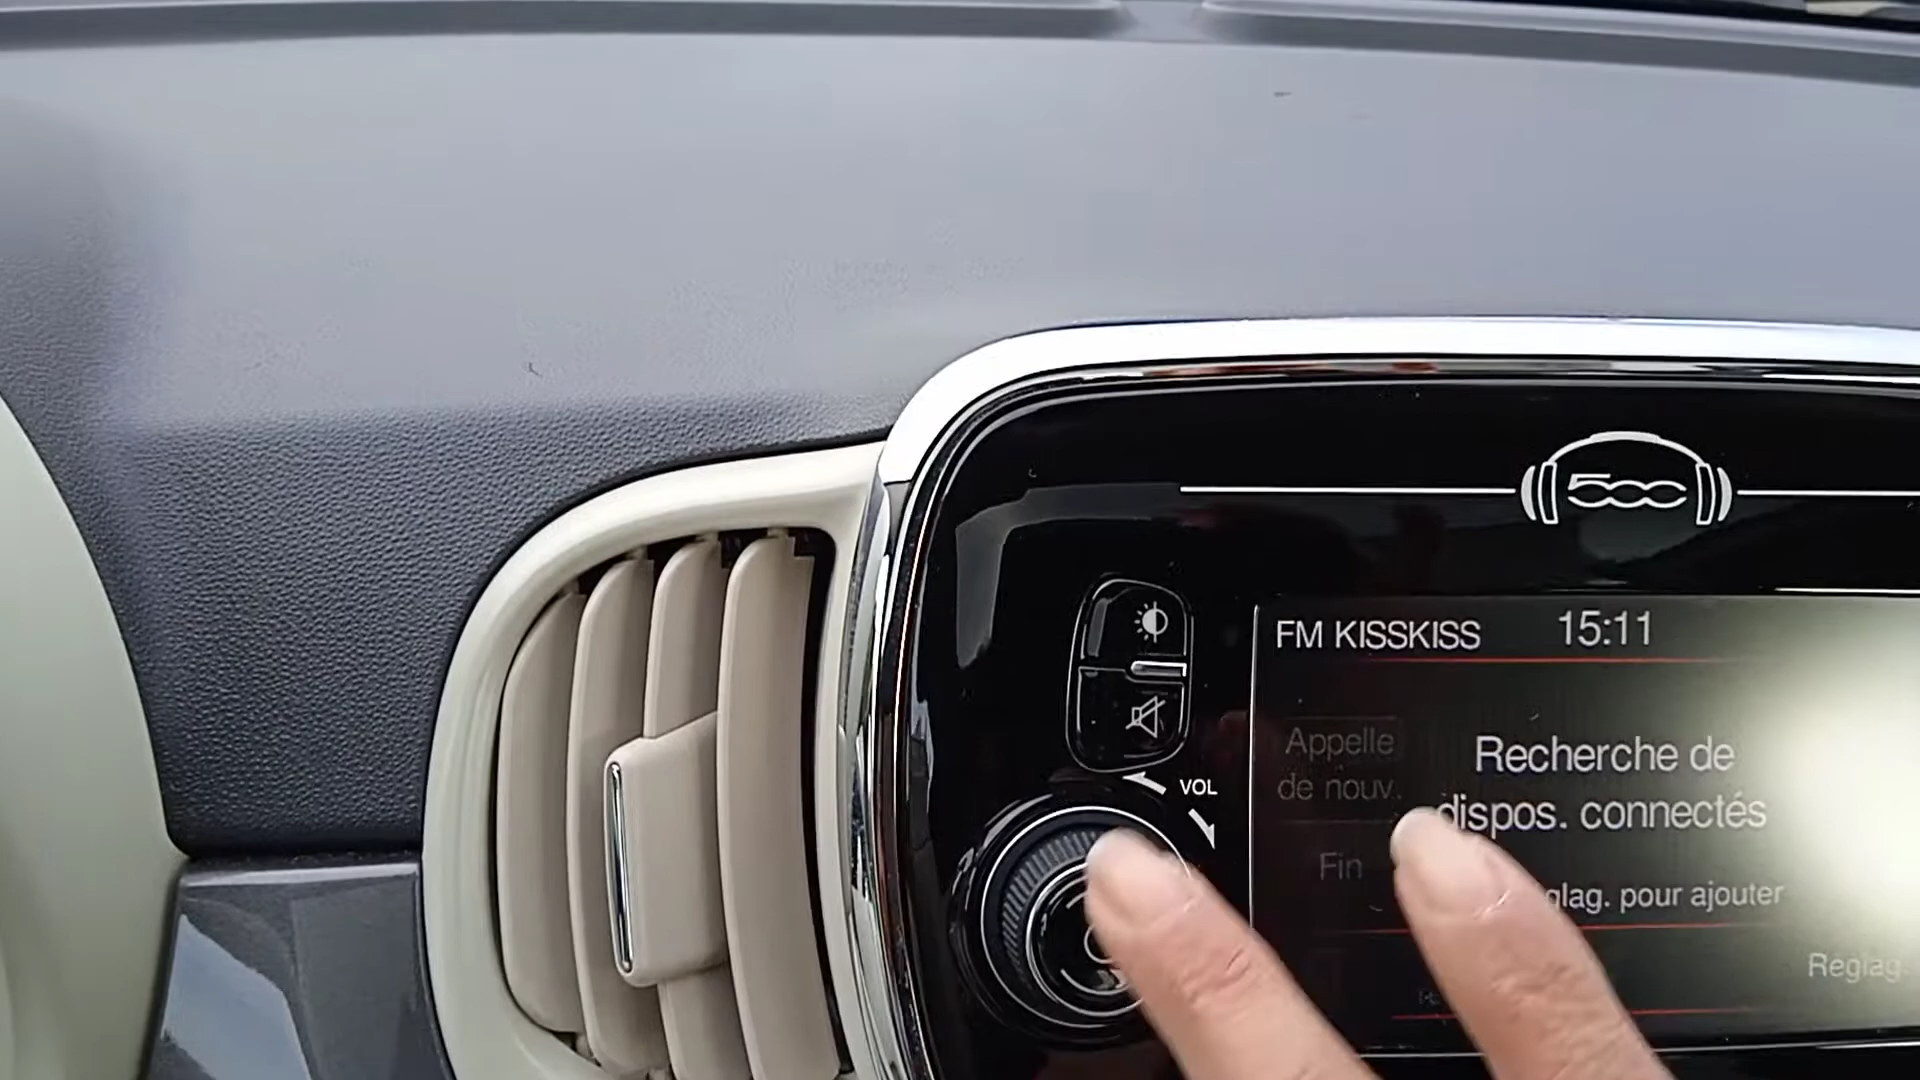 500
FM KISSKISS 15:11
Appelle
de nouv.
Recherche de
dispos. connectés
VOL
Fin
glag. pour ajouter
Reglag